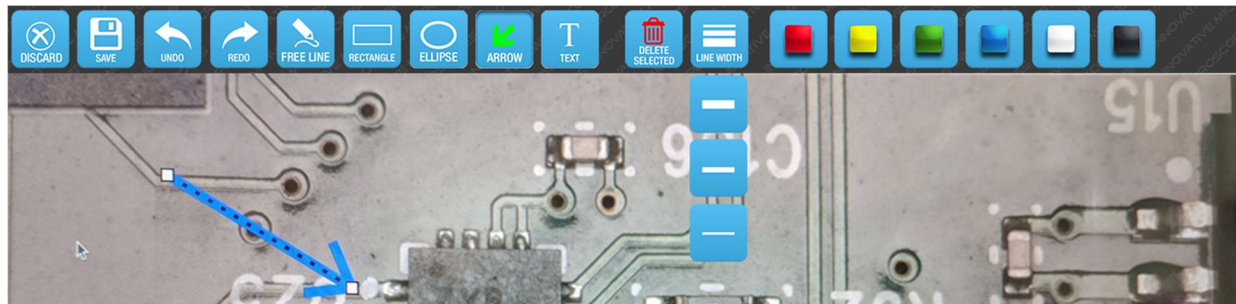 DISCARD
SAVE
UNDO
REDO
FREE LINE
RECTANGLE
ELLIPSE
ARROW
T
TEXT
DELETE
SELECTED
LINE WIDTH
U15